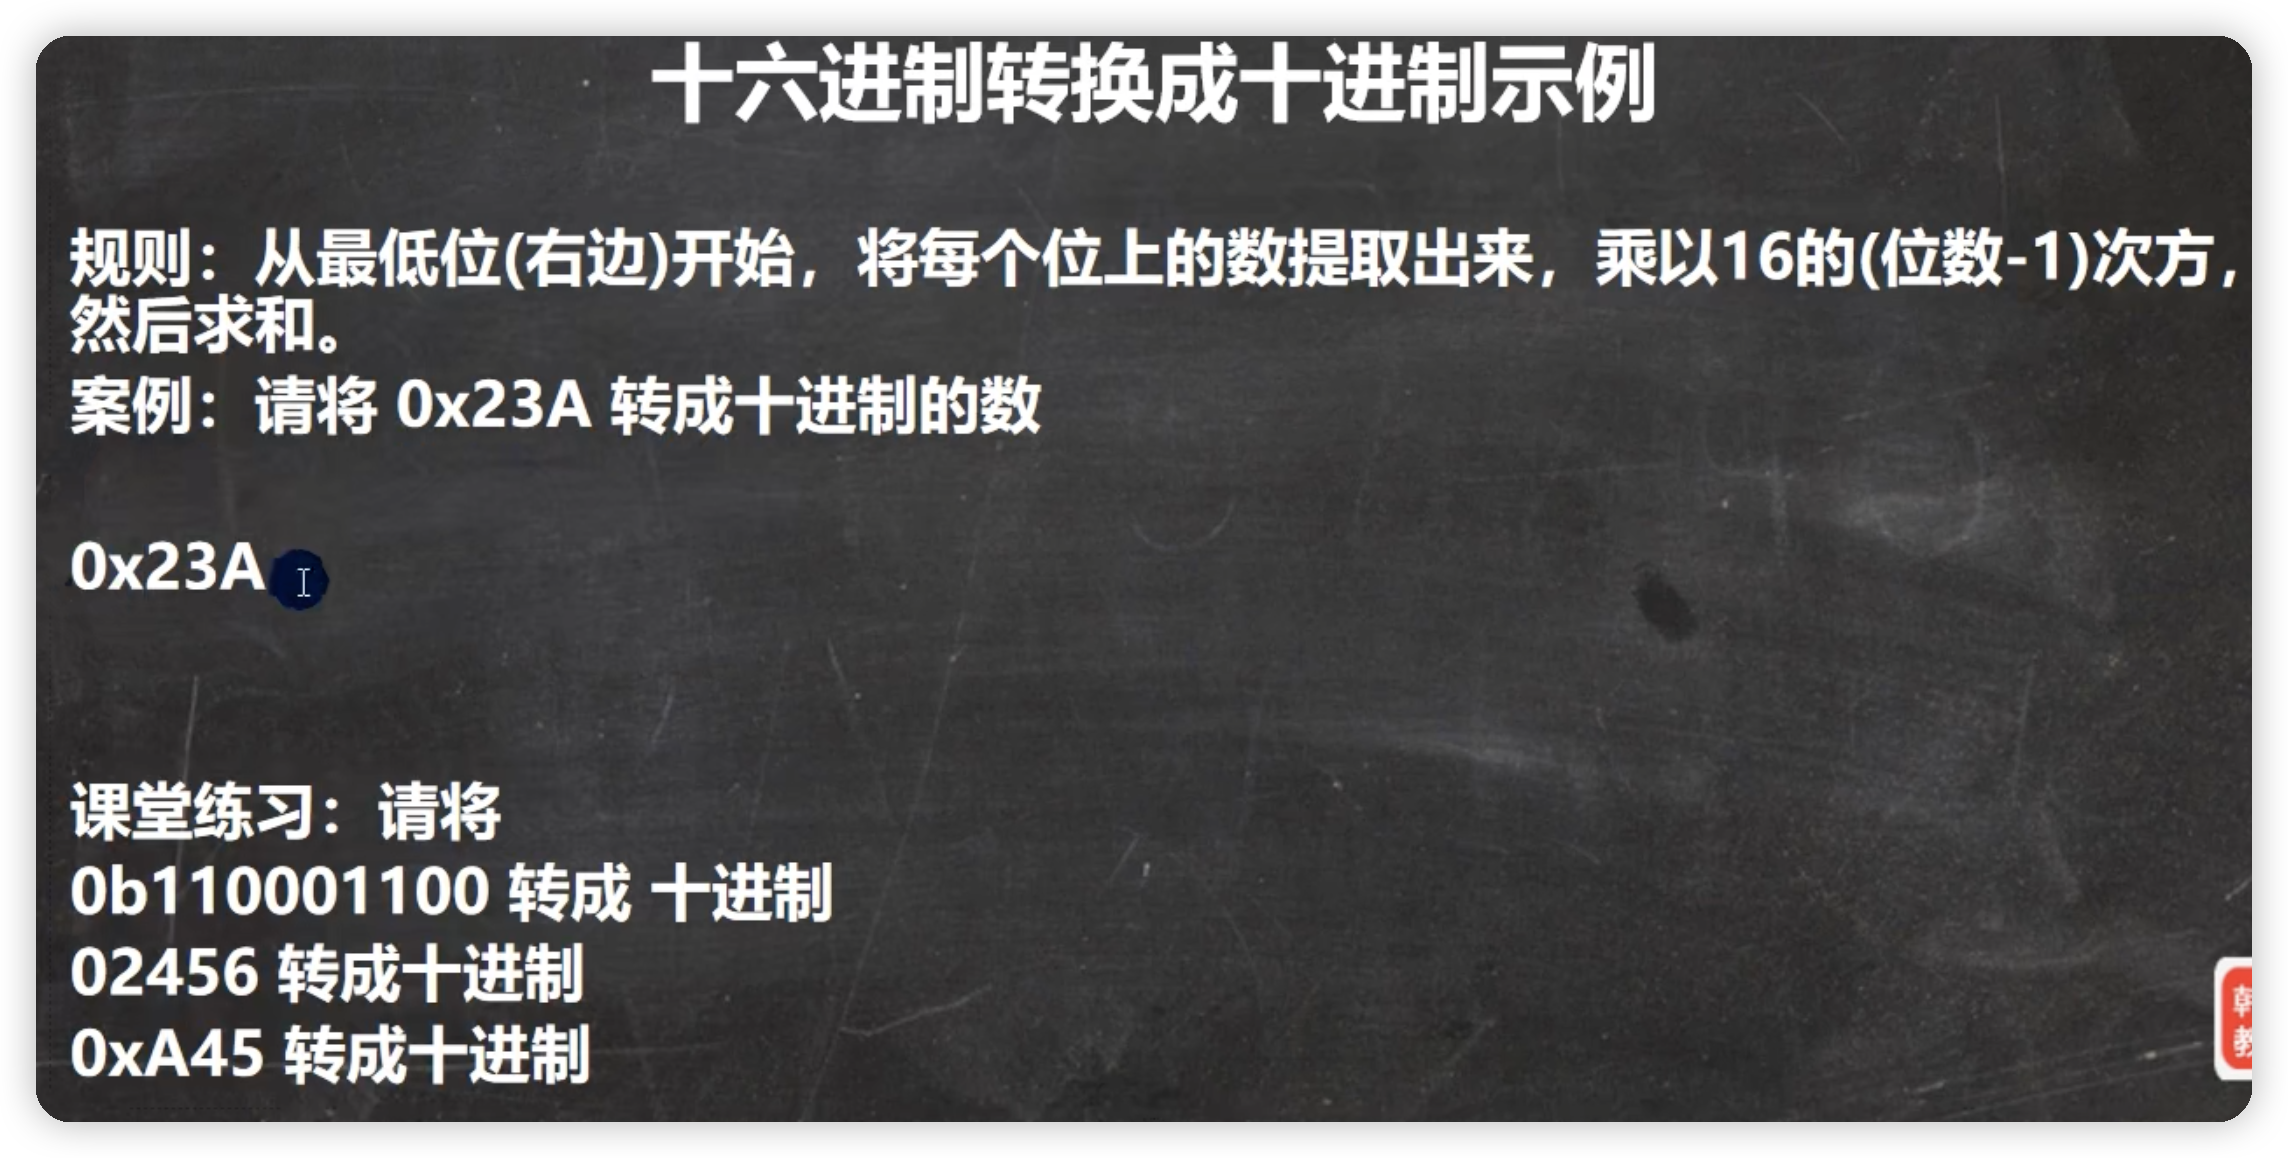 十六进制转换成十进制示例
规则：从最低位(右边)开始，将每个位上的数提取出来，乘以16的(位数-1)次方，
然后求和。
案例：请将 0x23A 转成十进制的数
0x23A
课堂练习：请将
0b110001100 转成 十进制
02456 转成十进制
0xA45 转成十进制